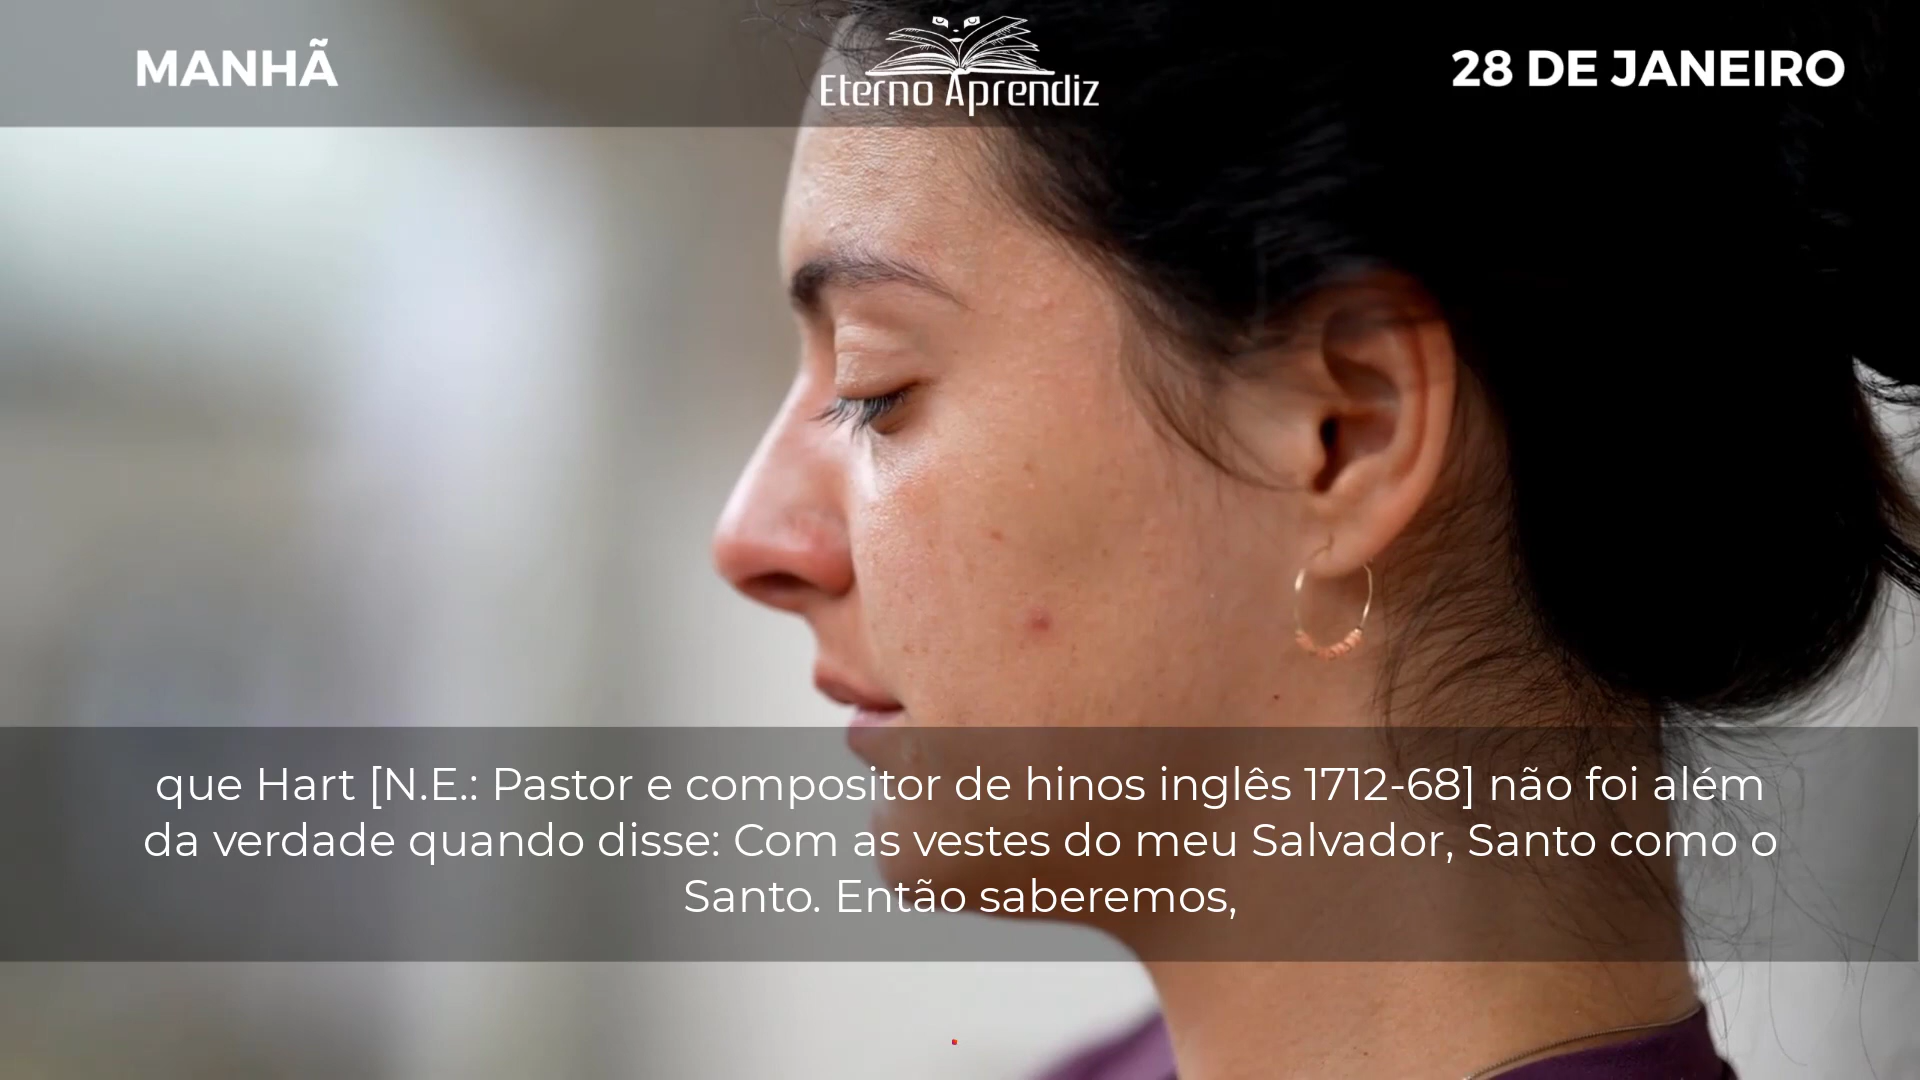 MANHÃ
Eterno Aprendiz
28 DE JANEIRO
que Hart [N.E.: Pastor e compositor de hinos inglês 1712-68] não foi além
da verdade quando disse: Com as vestes do meu Salvador, Santo como o
Santo. Então saberemos,